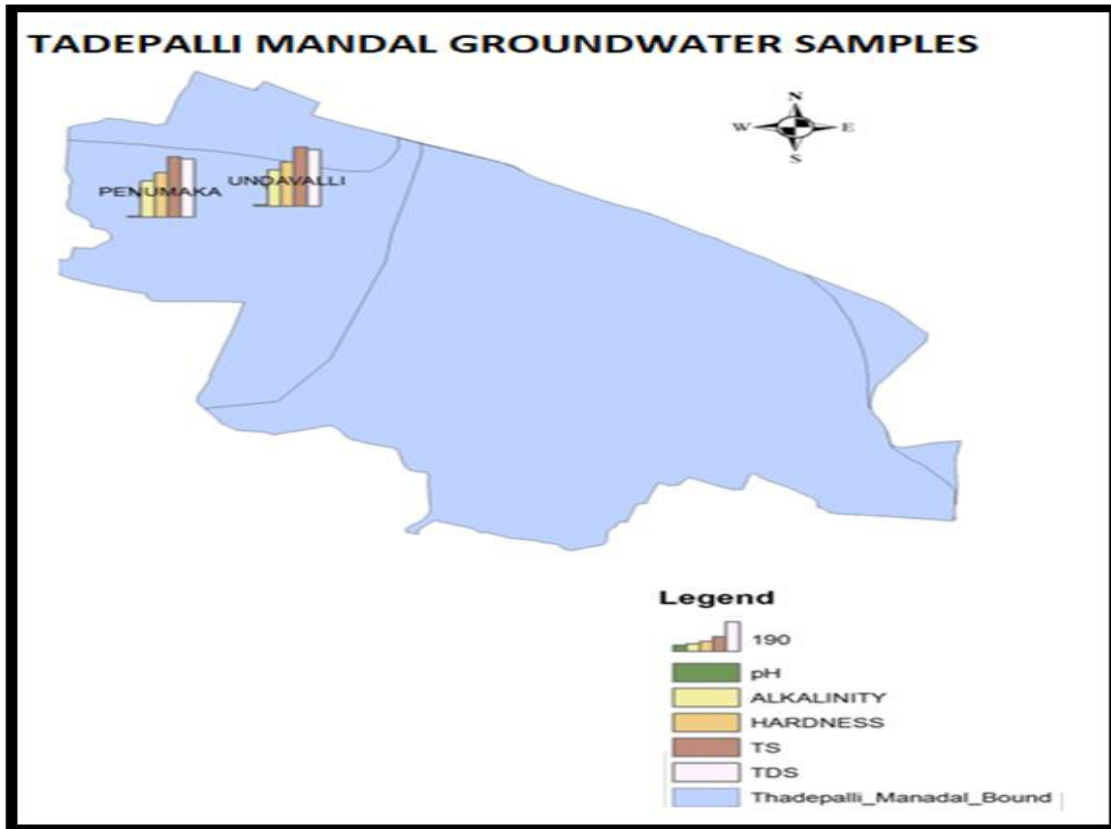 TADEPALLI MANDAL GROUNDWATER SAMPLES
N
W E
S
PENUMAKA
UNDAVALLI
Legend
190
pH
ALKALINITY
HARDNESS
TS
TDS
Thadepalli_Manadal_Bound